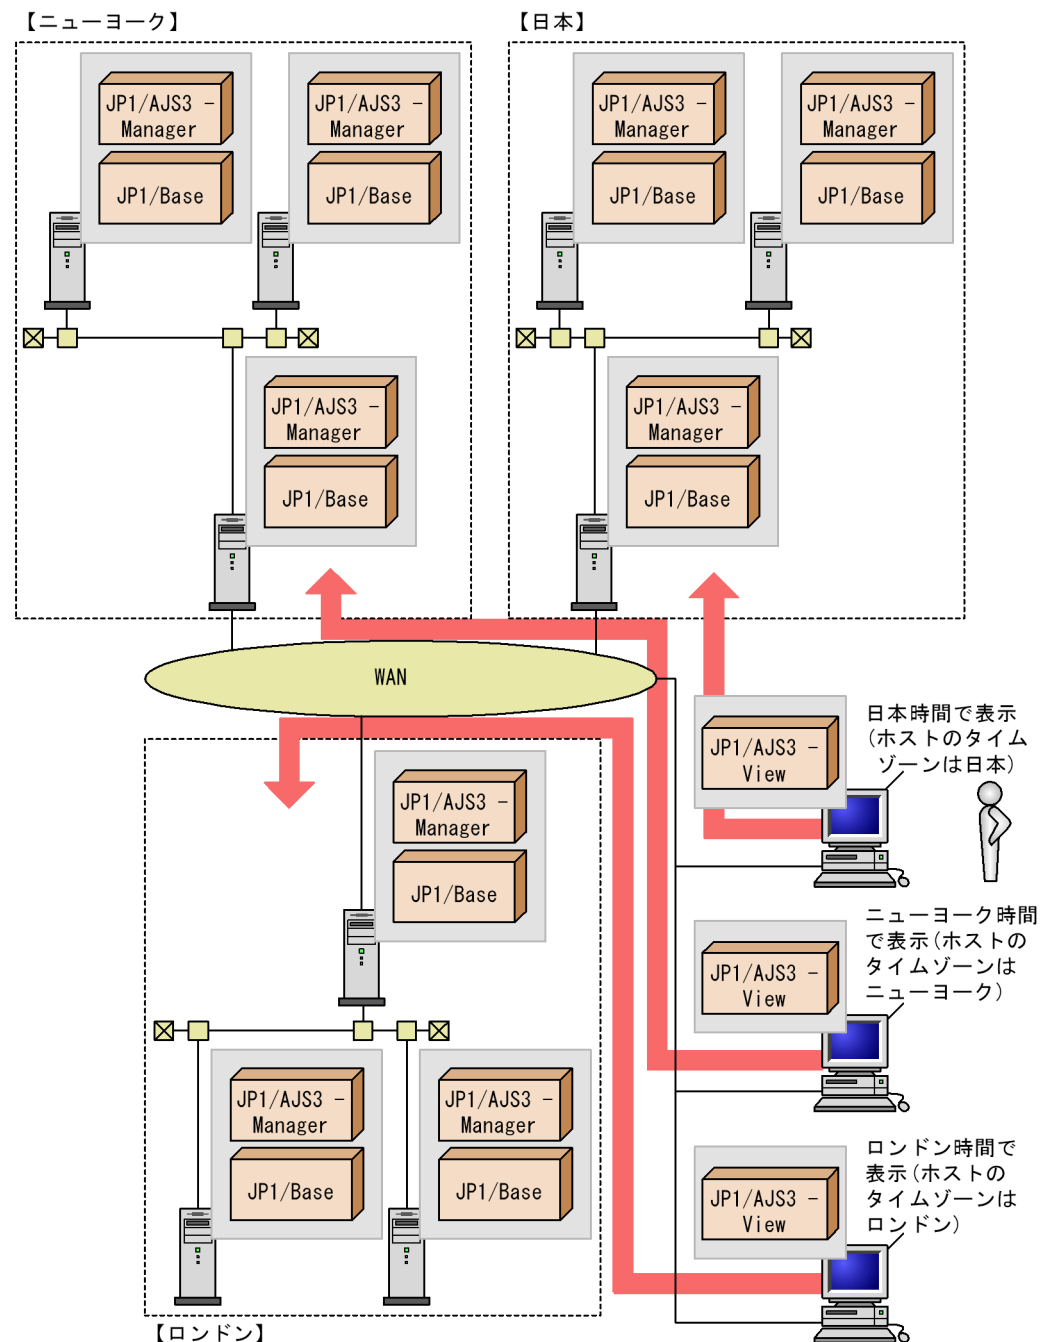 【ニューヨーク】
【日本】
JP1/AJS3 -
Manager
JP1/Base
JP1/AJS3 -
Manager
JP1/Base
JP1/AJS3 -
Manager
JP1/Base
JP1/AJS3 -
Manager
JP1/Base
JP1/AJS3 -
Manager
JP1/Base
JP1/AJS3 -
Manager
JP1/Base
WAN
JP1/AJS3 -
View
日本時間で表示
(ホストのタイム
ゾーンは日本)
JP1/AJS3 -
Manager
JP1/Base
JP1/AJS3 -
View
ニューヨーク時間
で表示(ホストの
タイムゾーンは
ニューヨーク)
JP1/AJS3 -
Manager
JP1/Base
JP1/AJS3 -
Manager
JP1/Base
JP1/AJS3 -
View
ロンドン時間で
表示(ホストの
タイムゾーンは
ロンドン)
【ロンドン】